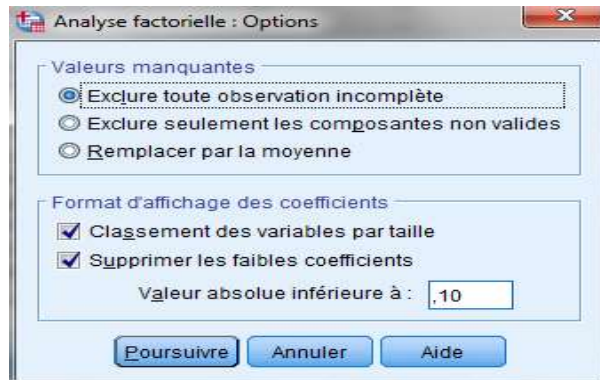 Analyse factorielle : Options
Valeurs manquantes
Exclure toute observation incomplète
Exclure seulement les composantes non valides
Remplacer par la moyenne
Format d'affichage des coefficients
Classement des variables par taille
Supprimer les faibles coefficients
Valeur absolue inférieure à : ,10
Poursuivre Annuler Aide